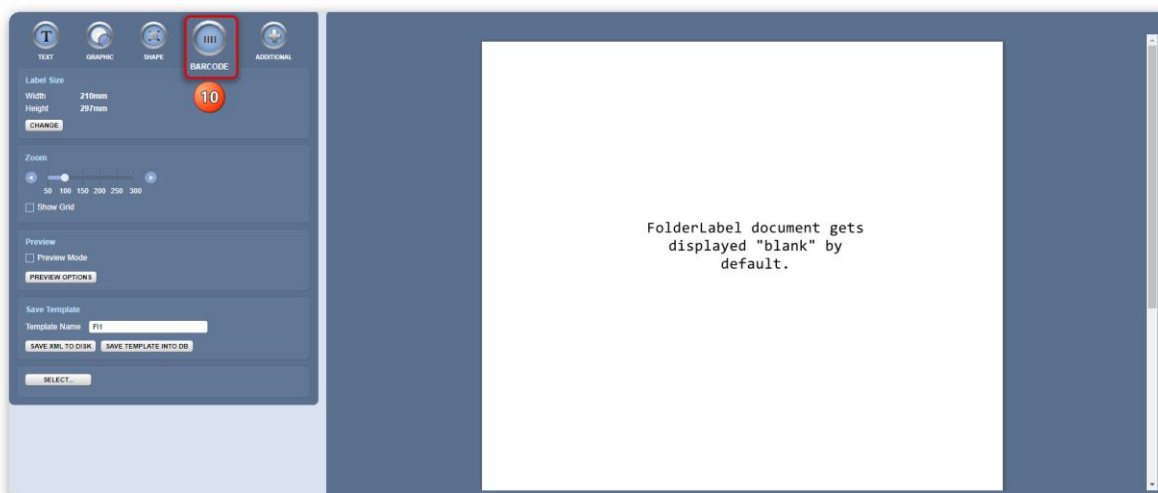 T
TEXT
GRAPHIC
SHAPE
BARCODE
ADDITIONAL
10
Label Size
Width 210mm
Height 297mm
CHANGE
Zoom
50 100 150 200 250 300
Show Grid
Preview
Preview Mode
PREVIEW OPTIONS
Save Template
Template Name Fl1
SAVE XML TO DISK SAVE TEMPLATE INTO DB
SELECT...
FolderLabel document gets
displayed "blank" by
default.